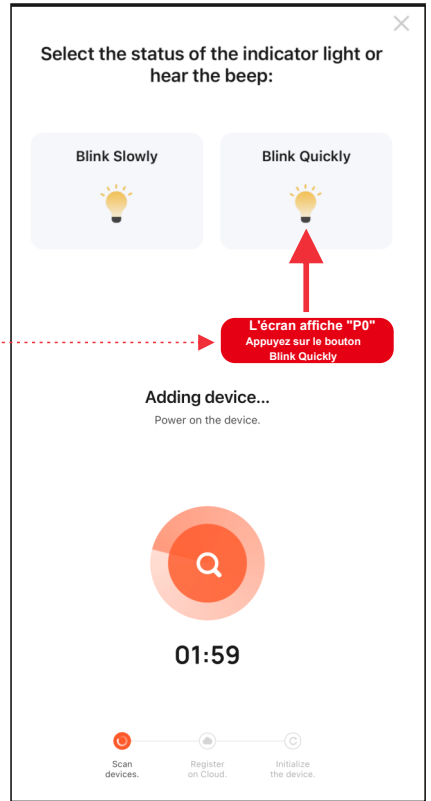 Select the status of the indicator light or
hear the beep:
Blink Slowly
Blink Quickly
L'écran affiche "P0"
Appuyez sur le bouton
Blink Quickly
Adding device...
Power on the device.
01:59
Scan
devices.
Register
on Cloud.
Initialize
the device.